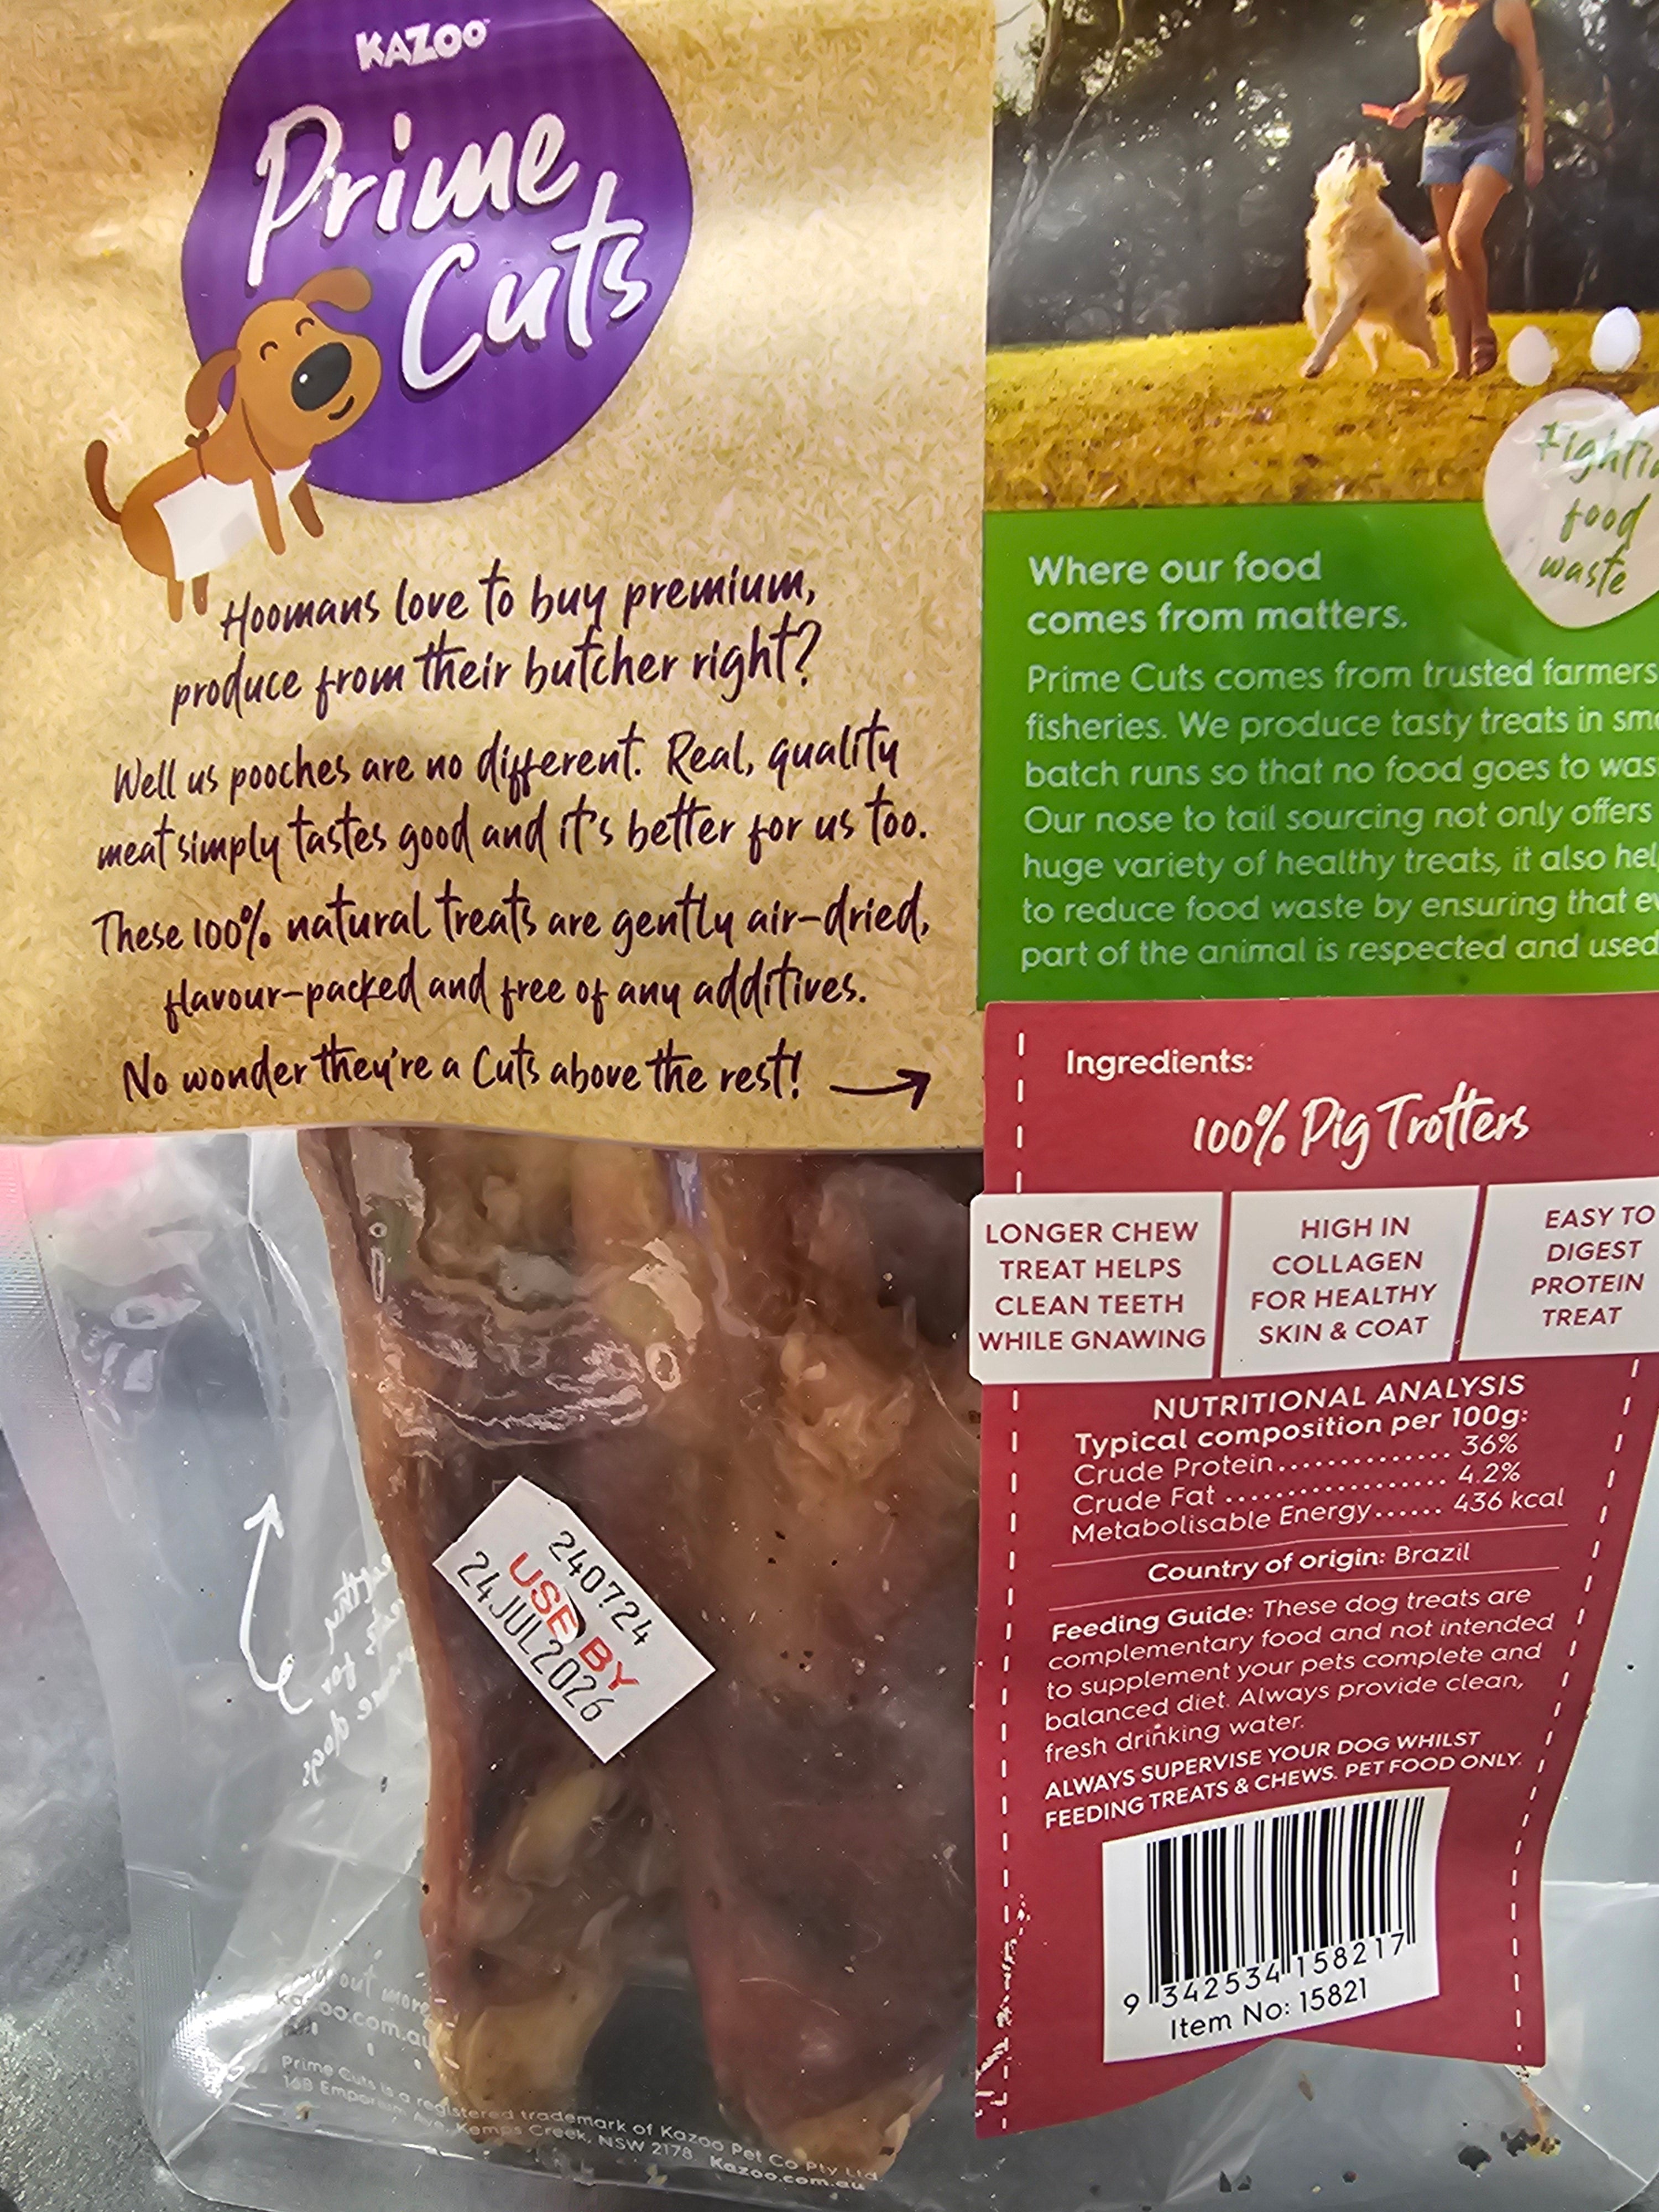 KAZOO
Prime
Cuts
Hoomans love to buy premium,
produce from their butcher right?
Well us pooches are no different. Real, quality
meat simply tastes good and it's better for us too.
These 100% natural treats are gently air-dried,
flavour-packed and free of any additives.
No wonder they're a Cuts above the rest!
food
waste
Where our food
comes from matters.
Prime Cuts comes from trusted farmers
fisheries. We produce tasty treats in
batch runs so that no food goes to
Our nose to tail sourcing not only offers
huge variety of healthy treats, it also
to reduce food waste by ensuring that
part of the animal is respected and used
Ingredients:
100% Pig Trotters
LONGER CHEW
TREAT HELPS
CLEAN TEETH
WHILE GNAWING
HIGH IN
COLLAGEN
FOR HEALTHY
SKIN & COAT
EASY TO
DIGEST
PROTEIN
TREAT
NUTRITIONAL ANALYSIS
Typical composition per 100g:
Crude Protein.............. 36%
Crude Fat .................. 4.2%
Metabolisable Energy...... 436 kcal
Country of origin: Brazil
Feeding Guide: These dog treats are
complementary food and not intended
to supplement your pets complete and
balanced diet. Always provide clean,
fresh drinking water.
ALWAYS SUPERVISE YOUR DOG WHILST
FEEDING TREATS & CHEWS. PET FOOD ONLY.
9 342534 158217
Item No: 15821
240724
USE BY
24JUL2026
out more
kazoo.com.au
Prime Cuts is a registered trademark of Kazoo Pet Co Pty Ltd
16B Emporium Ave, Kemps Creek, NSW 2178 Kazoo.com.au